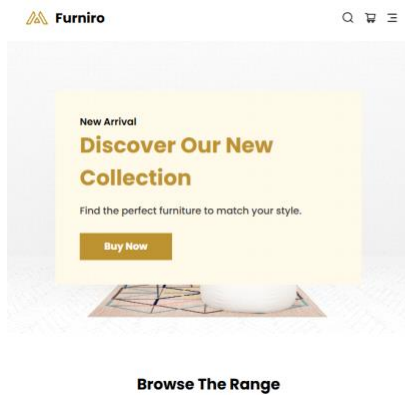 Furniro
New Arrival
Discover Our New
Collection
Find the perfect furniture to match your style.
Buy Now
Browse The Range